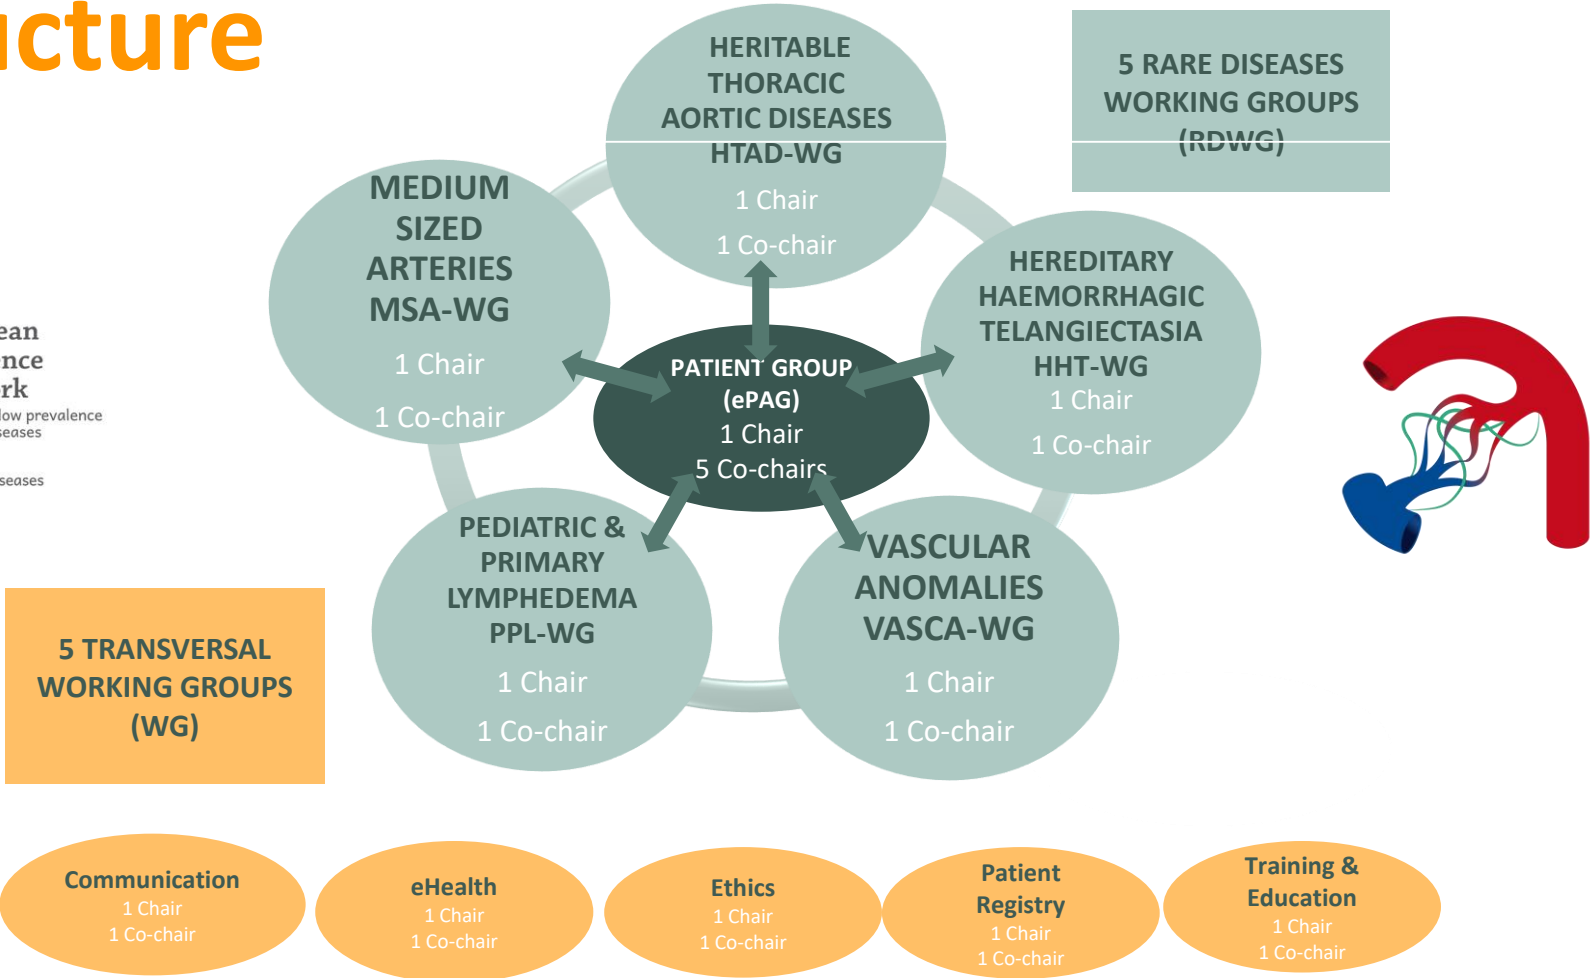 ucture
HERITABLE
THORACIC
AORTIC DISEASES
HTAD-WG
1 Chair
1 Co-chair
5 RARE DISEASES
WORKING GROUPS
(RDWG)
MEDIUM
SIZED
ARTERIES
MSA-WG
1 Chair
1 Co-chair
HEREDITARY
HAEMORRHAGIC
TELANGIECTASIA
HHT-WG
1 Chair
1 Co-chair
ean
ence
rk
low prevalence
seases
seases
PATIENT GROUP
(ePAG)
1 Chair
5 Co-chairs
PEDIATRIC &
PRIMARY
LYMPHEDEMA
PPL-WG
1 Chair
1 Co-chair
VASCULAR
ANOMALIES
VASCA-WG
1 Chair
1 Co-chair
5 TRANSVERSAL
WORKING GROUPS
(WG)
Communication
1 Chair
1 Co-chair
eHealth
1 Chair
1 Co-chair
Ethics
1 Chair
1 Co-chair
Patient
Registry
1 Chair
1 Co-chair
Training &
Education
1 Chair
1 Co-chair